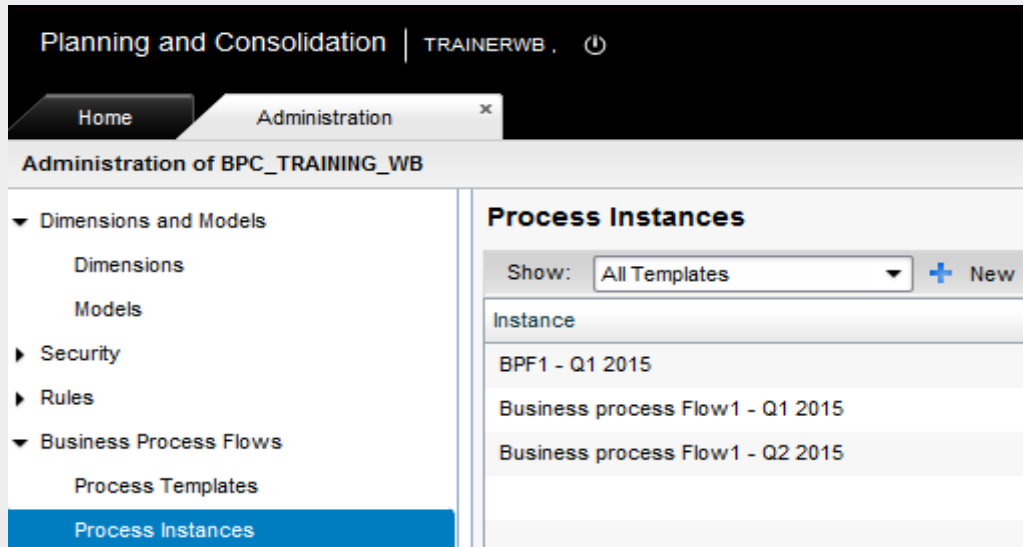 Planning and Consolidation | TRAINERWB .
Home
Administration
Administration of BPC_TRAINING_WB
Dimensions and Models
Dimensions
Models
Security
Rules
Business Process Flows
Process Templates
Process Instances
Process Instances
Show: All Templates New
Instance
BPF1 - Q1 2015
Business process Flow1 - Q1 2015
Business process Flow1 - Q2 2015